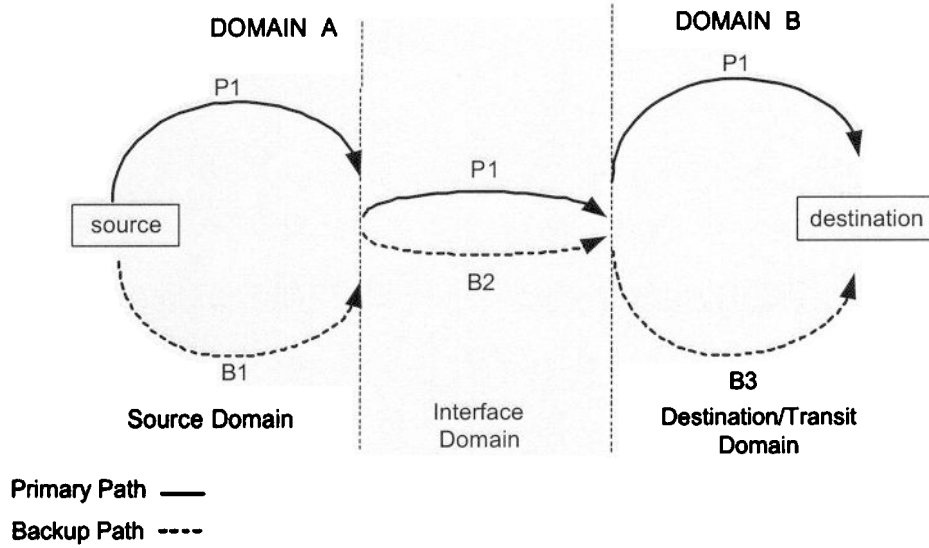 DOMAIN A
DOMAIN B
P1
P1
P1
source
destination
B2
B1
B3
Source Domain
Interface
Domain
Destination/Transit
Domain
Primary Path
Backup Path